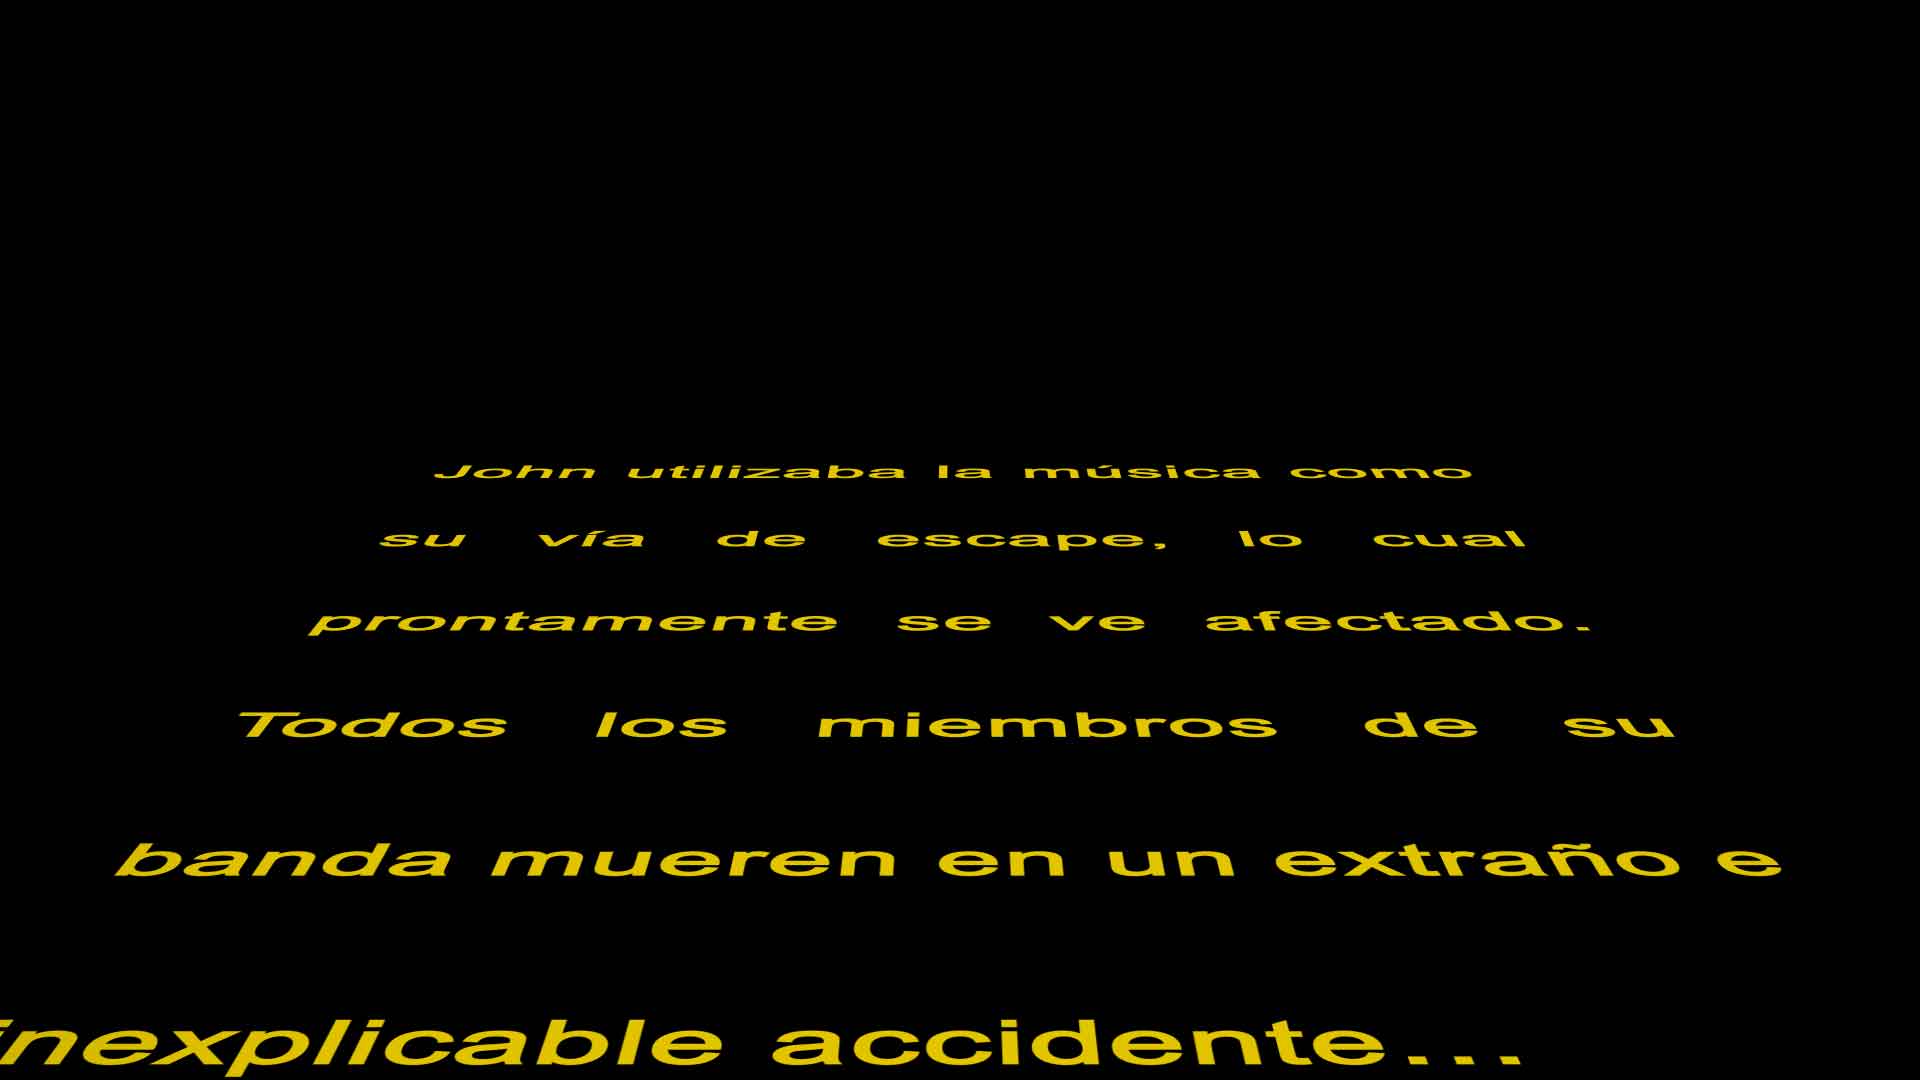 John utilizaba la música como
su vía de escape, lo cual
prontamente se ve afectado.
Todos los miembros de su
banda mueren en un extraño e
inexplicable accidente...